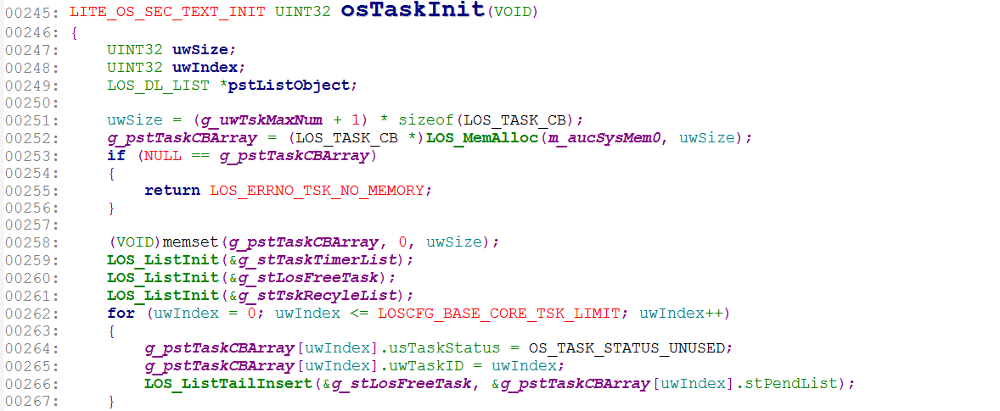 00245: LITE_OS_SEC_TEXT_INIT UINT32 osTaskInit(VOID)
00246: {
00247:     UINT32 uwSize;
00248:     UINT32 uwIndex;
00249:     LOS_DL_LIST *pstListObject;
00250:
00251:     uwSize = (g_uwTskMaxNum + 1) * sizeof(LOS_TASK_CB);
00252:     g_pstTaskCBArray = (LOS_TASK_CB *)LOS_MemAlloc(m_aucSysMem0, uwSize);
00253:     if (NULL == g_pstTaskCBArray)
00254:     {
00255:         return LOS_ERRNO_TSK_NO_MEMORY;
00256:     }
00257:
00258:     (VOID)memset(g_pstTaskCBArray, 0, uwSize);
00259:     LOS_ListInit(&g_stTaskTimerList);
00260:     LOS_ListInit(&g_stLosFreeTask);
00261:     LOS_ListInit(&g_stTskRecyleList);
00262:     for (uwIndex = 0; uwIndex <= LOSCFG_BASE_CORE_TSK_LIMIT; uwIndex++)
00263:     {
00264:         g_pstTaskCBArray[uwIndex].usTaskStatus = OS_TASK_STATUS_UNUSED;
00265:         g_pstTaskCBArray[uwIndex].uwTaskID = uwIndex;
00266:         LOS_ListTailInsert(&g_stLosFreeTask, &g_pstTaskCBArray[uwIndex].stPendList);
00267:     }